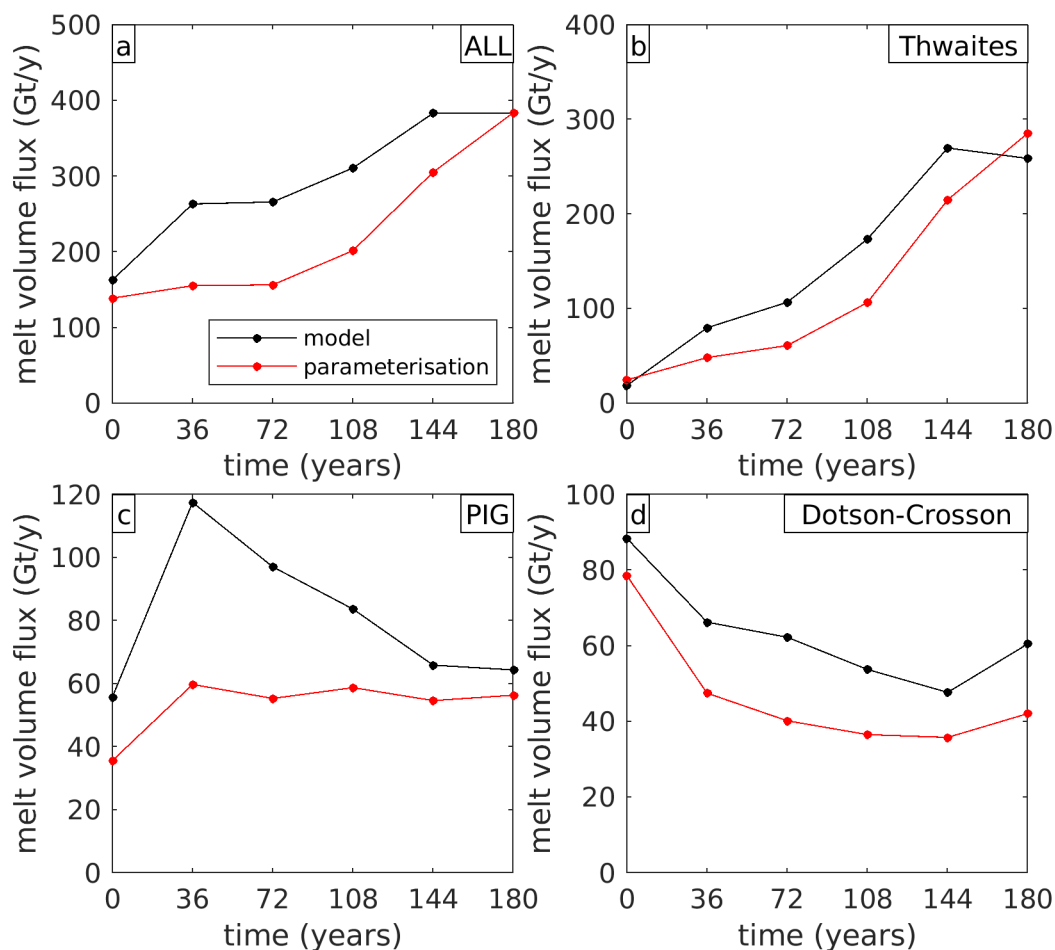 a
ALL
melt volume flux (Gt/y)
500
400
300
200
100
0
model
parameterisation
0 36 72 108 144 180
time (years)
b
Thwaites
melt volume flux (Gt/y)
400
300
200
100
0
0 36 72 108 144 180
time (years)
c
PIG
melt volume flux (Gt/y)
120
100
80
60
40
20
0
0 36 72 108 144 180
time (years)
d
Dotson-Crosson
melt volume flux (Gt/y)
100
80
60
40
20
0
0 36 72 108 144 180
time (years)